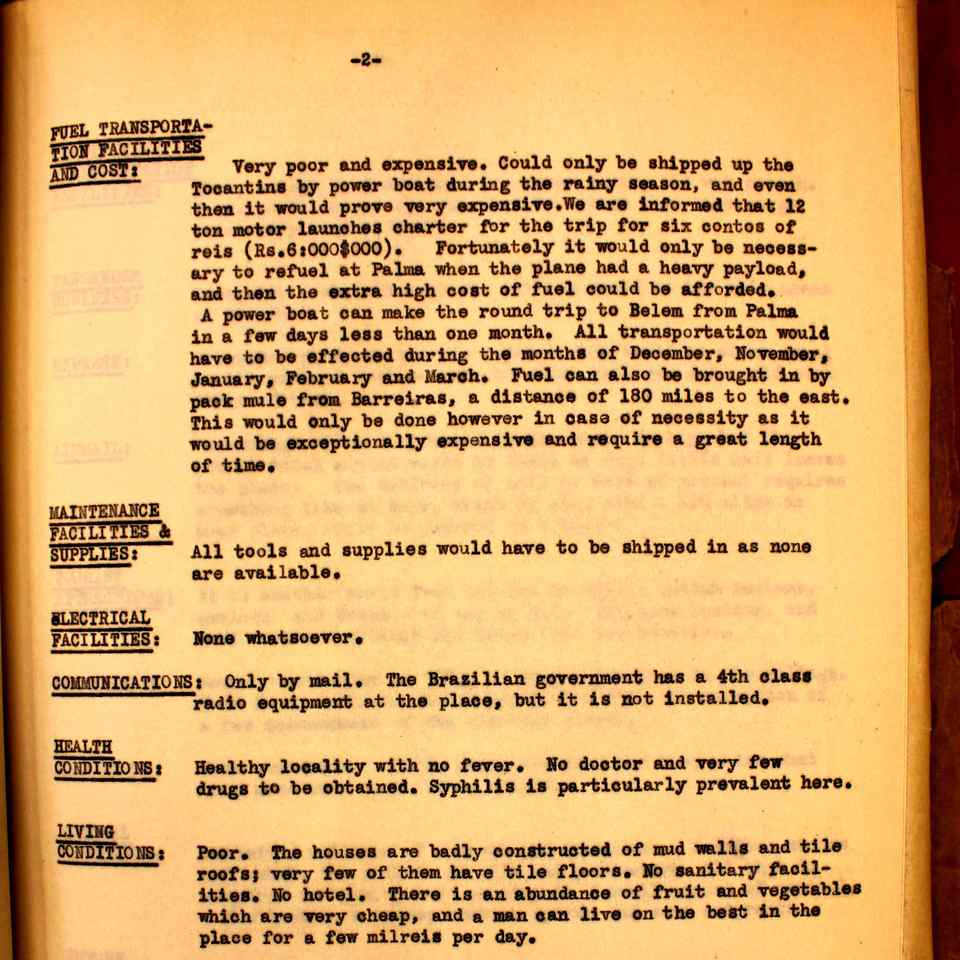 -2-
FUEL TRANSPORTA-
TION FACILITIES
AND COST:
Very poor and expensive. Could only be shipped up the
Tocantins by power boat during the rainy season, and even
then it would prove very expensive.We are informed that 12
ton motor launches charter for the trip for six contos of
reis (Rs.6:000$000). Fortunately it would only be necess-
ary to refuel at Palma when the plane had a heavy payload,
and then the extra high cost of fuel could be afforded.
A power boat can make the round trip to Belem from Palma
in a few days less than one month. All transportation would
have to be effected during the months of December, November,
January, February and March. Fuel can also be brought in by
pack mule from Barreiras, a distance of 180 miles to the east.
This would only be done however in case of necessity as it
would be exceptionally expensive and require a great length
of time.
MAINTENANCE
FACILITIES &
SUPPLIES:
All tools and supplies would have to be shipped in as none
are available.
ELECTRICAL
FACILITIES: None whatsoever.
COMMUNICATIONS: Only by mail. The Brazilian government has a 4th class
radio equipment at the place, but it is not installed.
HEALTH
CONDITIONS: Healthy locality with no fever. No doctor and very few
drugs to be obtained. Syphilis is particularly prevalent here.
LIVING
CONDITIONS: Poor. The houses are badly constructed of mud walls and tile
roofs; very few of them have tile floors. No sanitary facil-
ities. No hotel. There is an abundance of fruit and vegetables
which are very cheap, and a man can live on the best in the
place for a few milreis per day.